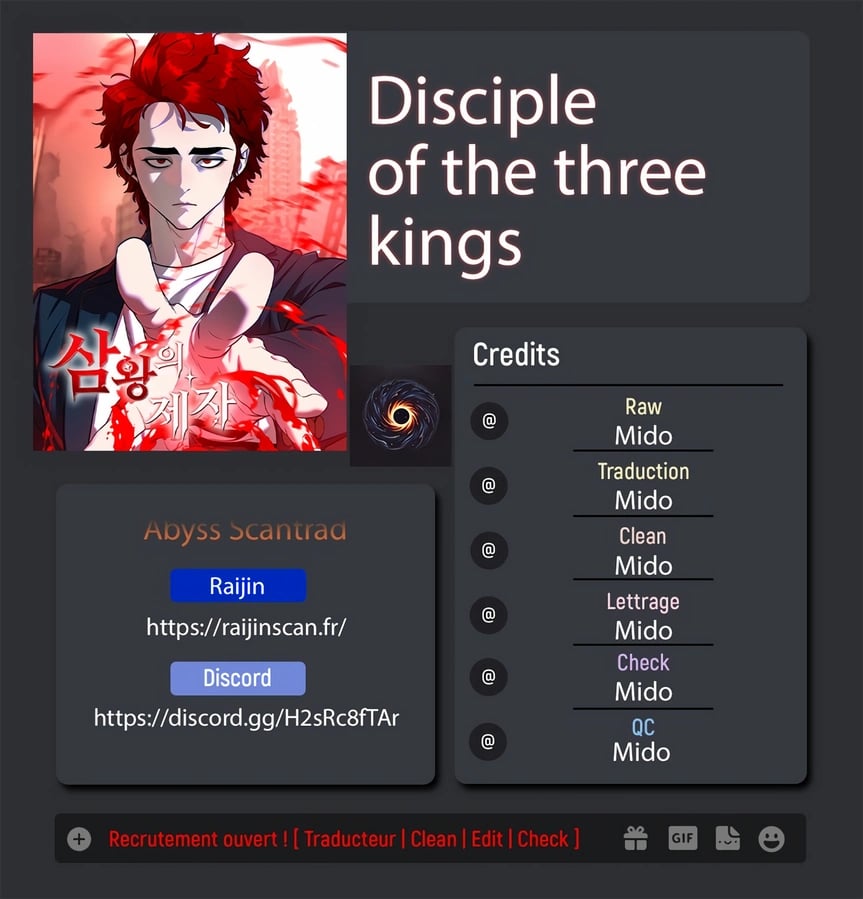 Disciple
of the three
kings
삼왕의
제자
Credits
@
Raw
Mido
@
Traduction
Mido
@
Clean
Mido
@
Lettrage
Mido
@
Check
Mido
@
QC
Mido
Abyss Scantrad
Raijin
https://raijinscan.fr/
Discord
https://discord.gg/H2sRc8fTAr
Recrutement ouvert ! [ Traducteur | Clean | Edit | Check ]
GIF